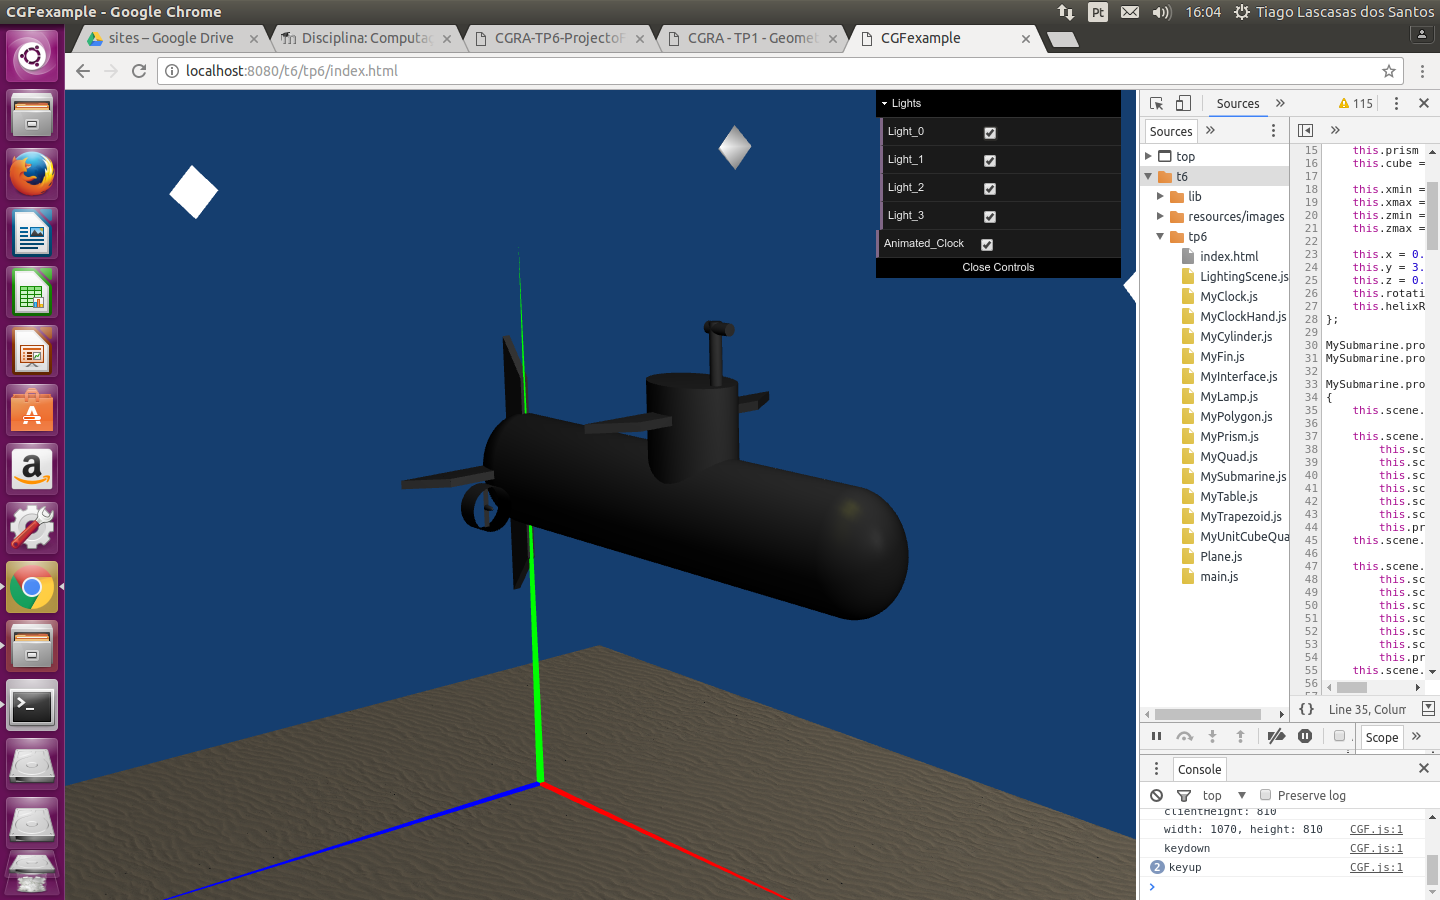 CGFexample - Google Chrome
Pt
16:04
Tiago Lascasas dos Santos
sites – Google Drive
Disciplina: Computaç
CGRA-TP6-ProjectoF
CGRA - TP1 - Geomet
CGFexample
localhost:8080/t6/tp6/index.html
Lights
Light_0
Light_1
Light_2
Light_3
Animated_Clock
Close Controls
Sources
115
Sources
top
t6
lib
resources/images
tp6
index.html
LightingScene.js
MyClock.js
MyClockHand.js
MyCylinder.js
MyFin.js
MyInterface.js
MyLamp.js
MyPolygon.js
MyPrism.js
MyQuad.js
MySubmarine.js
MyTable.js
MyTrapezoid.js
MyUnitCubeQua
Plane.js
main.js
15 this.prism
16 this.cube =
17
18 this.xmin =
19 this.xmax =
20 this.zmin =
21 this.zmax =
22
23 this.x = 0.
24 this.y = 3.
25 this.z = 0.
26 this.rotati
27 this.helixR
28 };
29
30 MySubmarine.pro
31 MySubmarine.pro
32
33 MySubmarine.pro
34 {
35 this.scene.
36
37 this.scene.
38 this.sc
39 this.sc
40 this.sc
41 this.sc
42 this.sc
43 this.sc
44 this.pr
45 this.scene.
46
47 this.scene.
48 this.sc
49 this.sc
50 this.sc
51 this.sc
52 this.sc
53 this.sc
54 this.pr
55 this.scene.
56
{} Line 35, Colum
Scope
Console
top
Preserve log
clientHeight: 810
width: 1070, height: 810 CGF.js:1
keydown CGF.js:1
2 keyup CGF.js:1